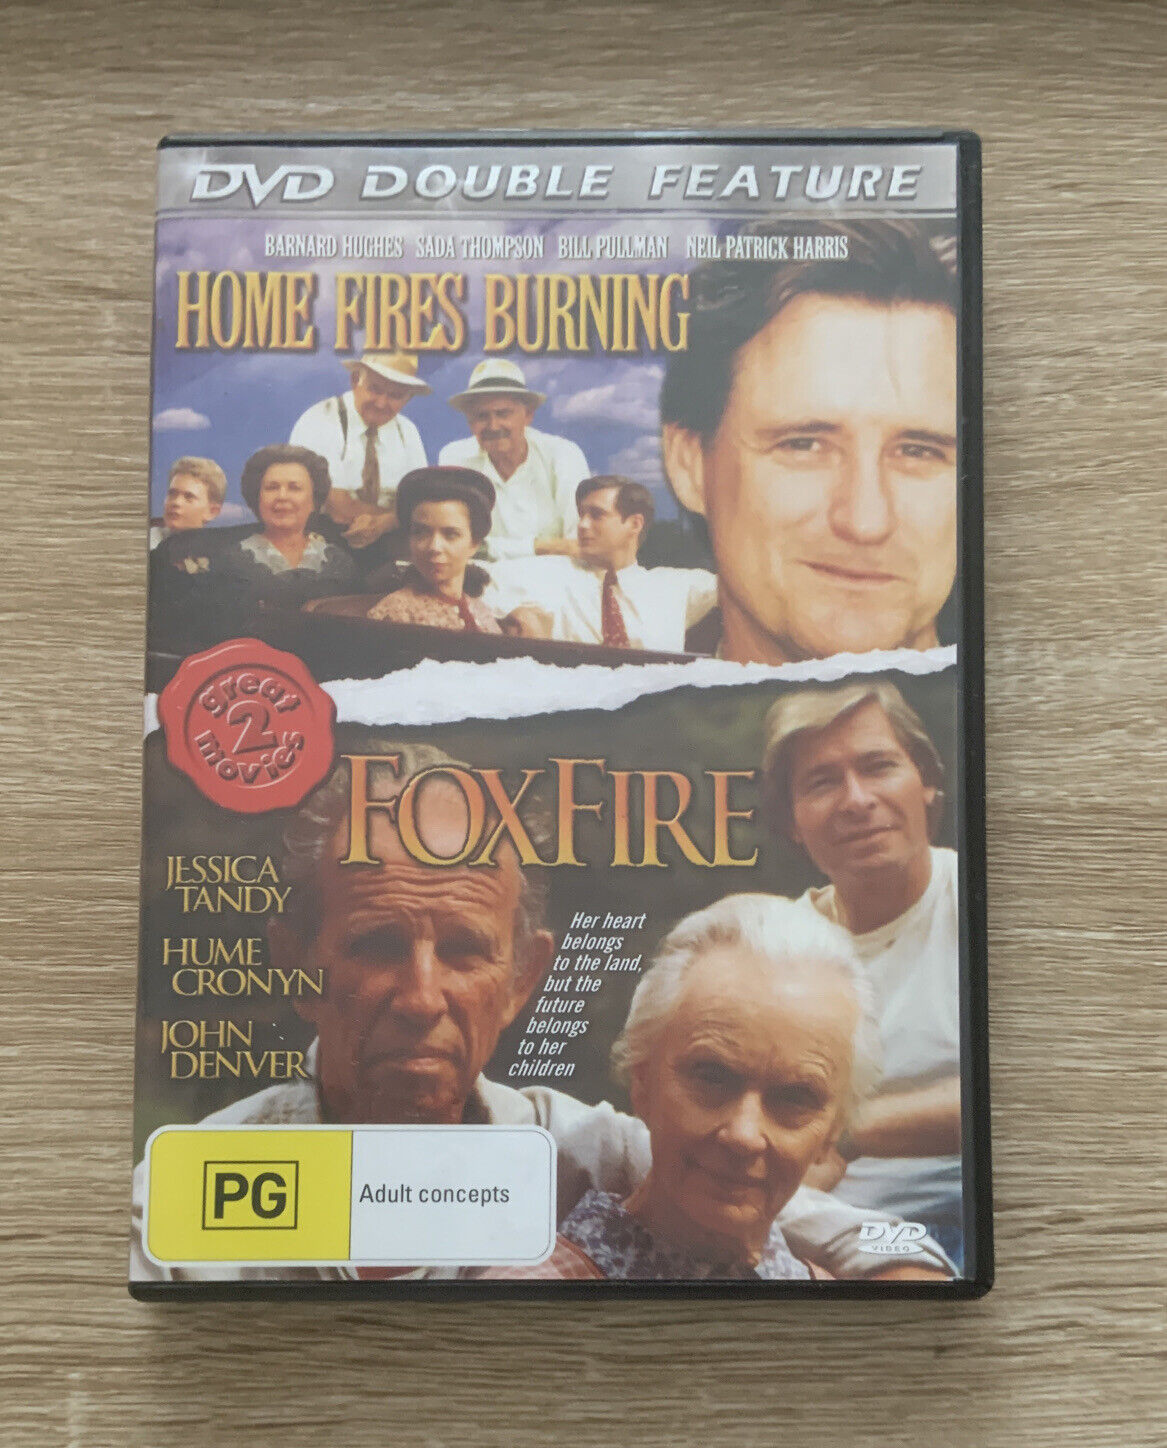 DVD DOUBLE FEATURE
BARNARD HUGHES SADA THOMPSON BILL PULLMAN NEIL PATRICK HARRIS
HOME FIRES BURNING
great
2
movies
FOXFIRE
JESSICA
TANDY
HUME
CRONYN
JOHN
DENVER
Her heart
belongs
to the land,
but the
future
belongs
to her
children
PG
Adult concepts
DVD
VIDEO